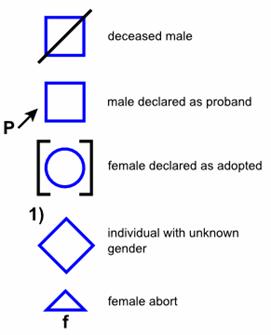 deceased male
male declared as proband
P
female declared as adopted
1)
individual with unknown
gender
female abort
f